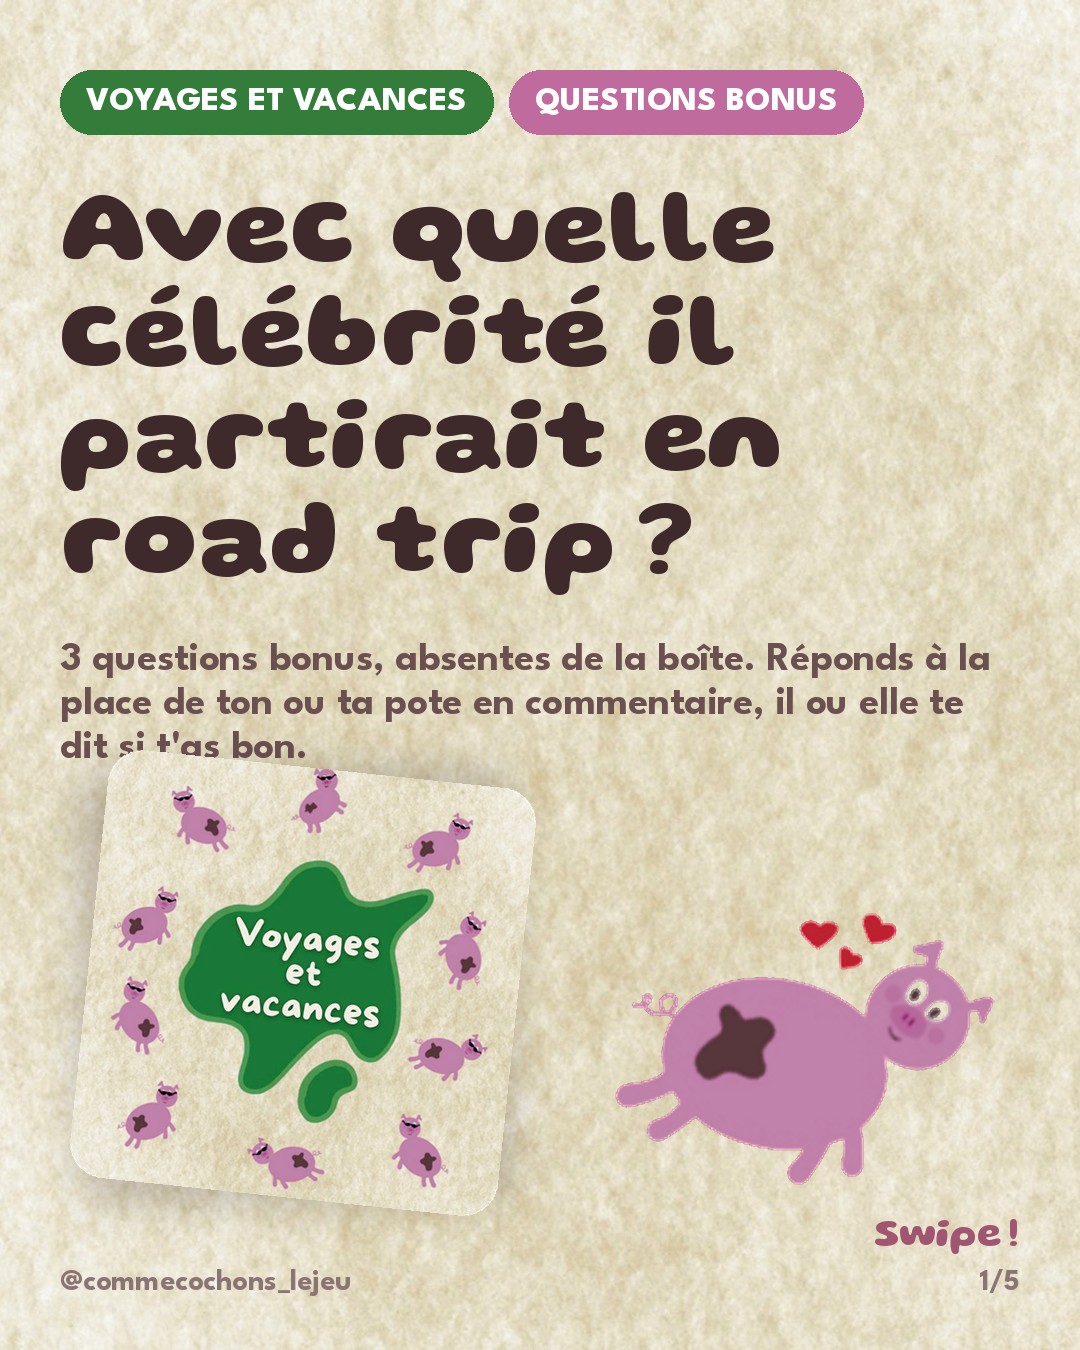 VOYAGES ET VACANCES
QUESTIONS BONUS
Avec quelle
célébrité il
partirait en
road trip ?
3 questions bonus, absentes de la boîte. Réponds à la
place de ton ou ta pote en commentaire, il ou elle te
dit si t'as bon.
Voyages
et
vacances
Swipe !
@commecochons_lejeu
1/5